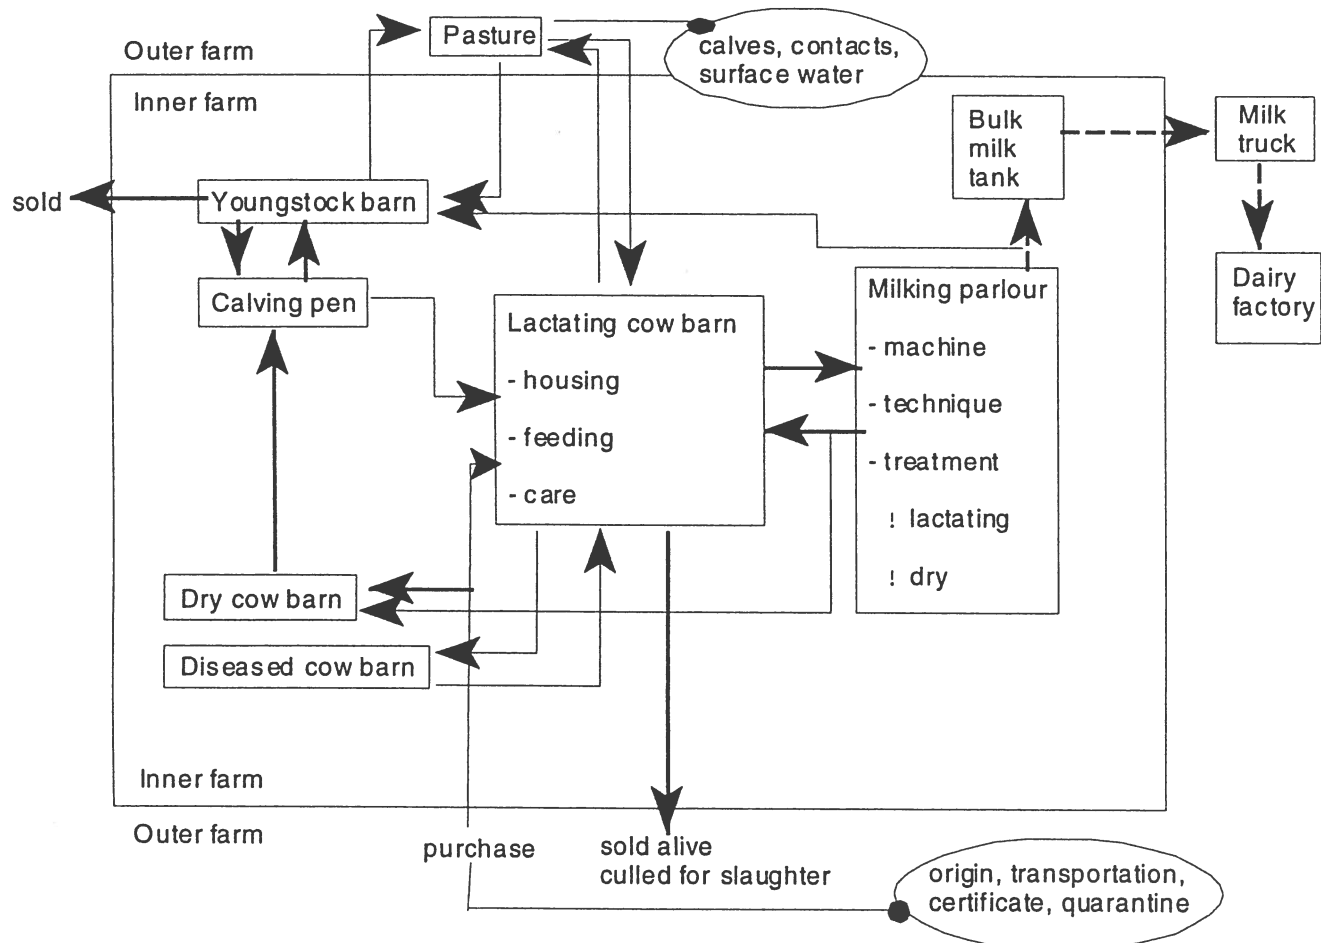 Outer farm
Pasture
calves, contacts,
surface water
Inner farm
Bulk
milk
tank
Milk
truck
sold
Youngstock barn
Calving pen
Dairy
factory
Lactating cow barn
- housing
- feeding
- care
Milking parlour
- machine
- technique
- treatment
! lactating
! dry
Dry cow barn
Diseased cow barn
Inner farm
Outer farm
purchase
sold alive
culled for slaughter
origin, transportation,
certificate, quarantine